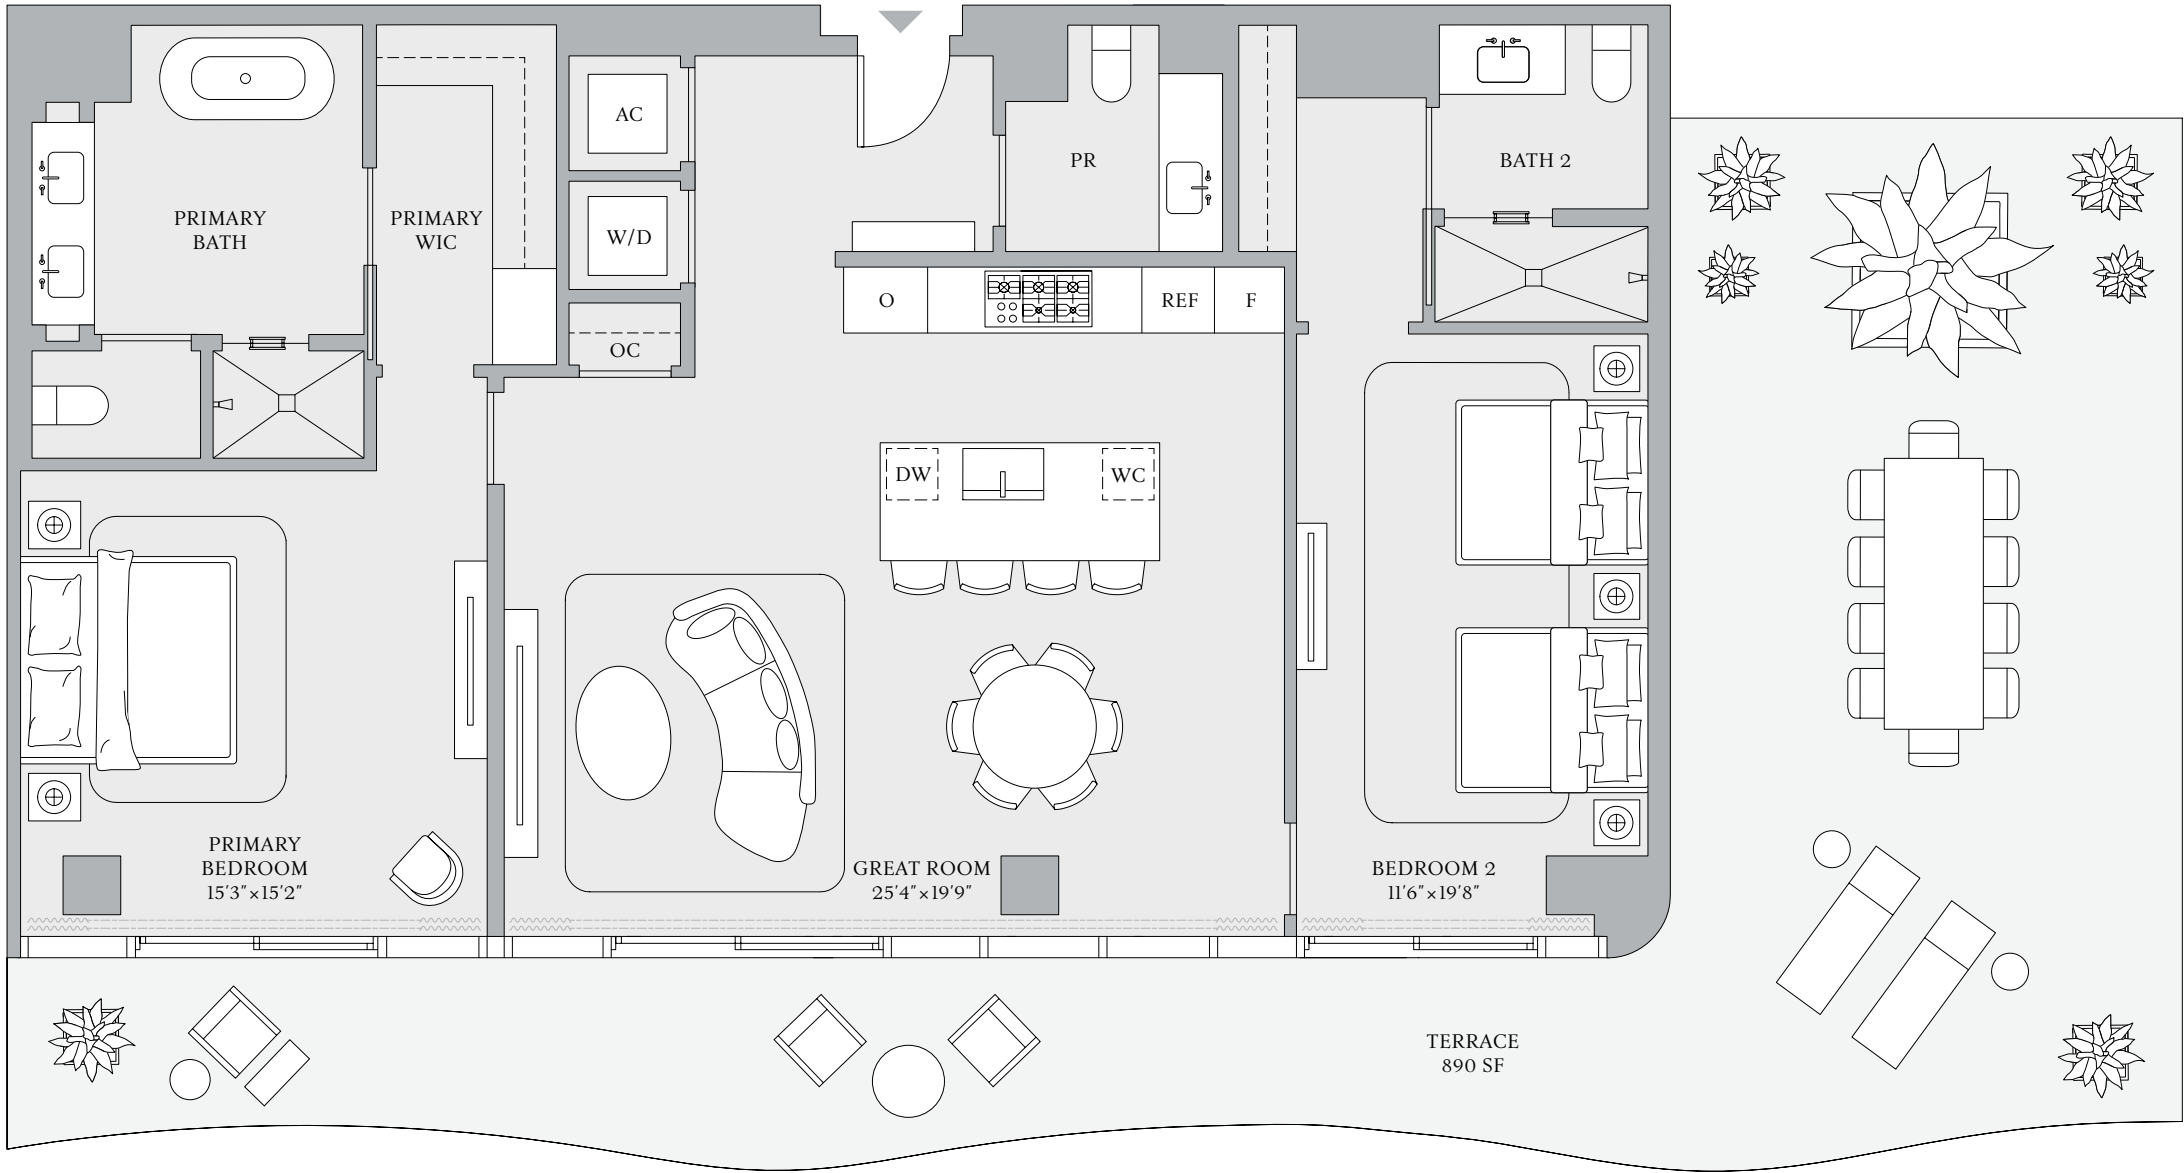 AC
PR
BATH 2
PRIMARY
BATH
PRIMARY
WIC
W/D
O
REF
F
OC
DW
WC
PRIMARY
BEDROOM
15'3"×15'2"
GREAT ROOM
25'4"×19'9"
BEDROOM 2
11'6"×19'8"
TERRACE
890 SF